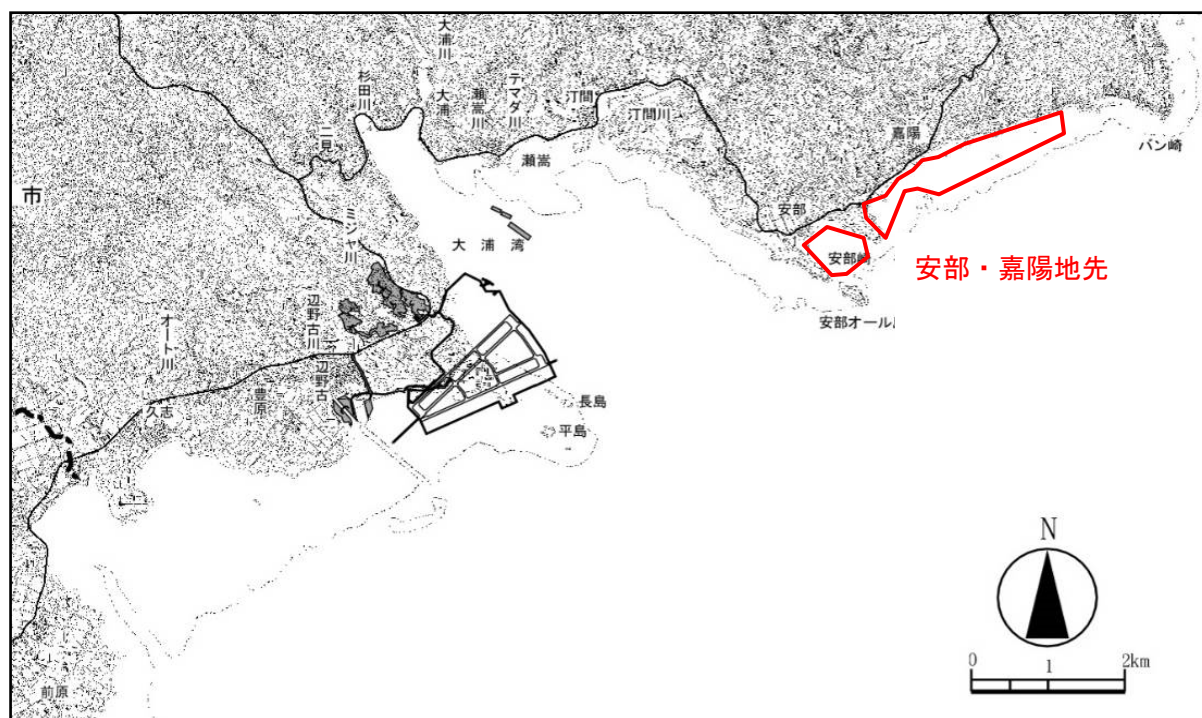 大浦川
杉田川
大浦
瀬嵩川
テマダ川
汀間
汀間川
二見
瀬嵩
嘉陽
バン崎
市
安部
ミジャ川
大浦湾
安部崎
安部・嘉陽地先
安部オール
辺野古川
オート川
辺野古
豊原
久志
長島
平島
前原
N
0 1 2km